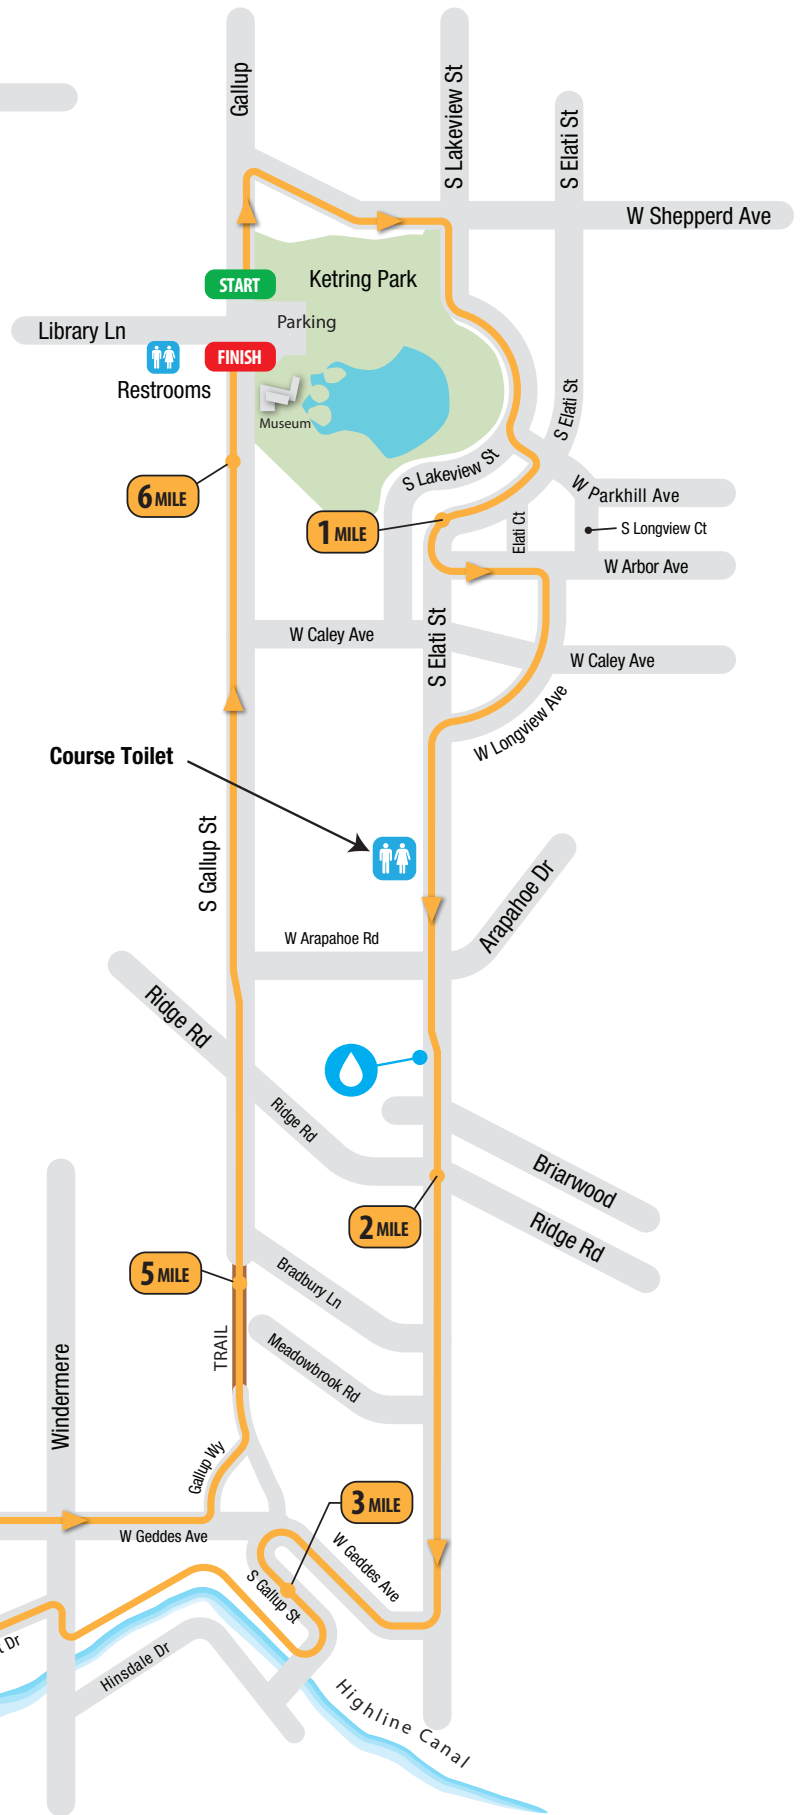 Gallup
S Lakeview St
S Elati St
W Shepperd Ave
START
Ketring Park
Library Ln
Parking
FINISH
Restrooms
Museum
S Elati St
S Lakeview St
W Parkhill Ave
6 MILE
1 MILE
Elati Ct
S Longview Ct
W Arbor Ave
W Caley Ave
S Elati St
W Caley Ave
W Longview Ave
Course Toilet
S Gallup St
Arapahoe Dr
W Arapahoe Rd
Ridge Rd
Ridge Rd
Briarwood
2 MILE
Ridge Rd
5 MILE
Bradbury Ln
TRAIL
Meadowbrook Rd
Windermere
Gallup Wy
3 MILE
W Geddes Ave
W Geddes Ave
S Gallup St
Dr
Hinsdale Dr
Highline Canal